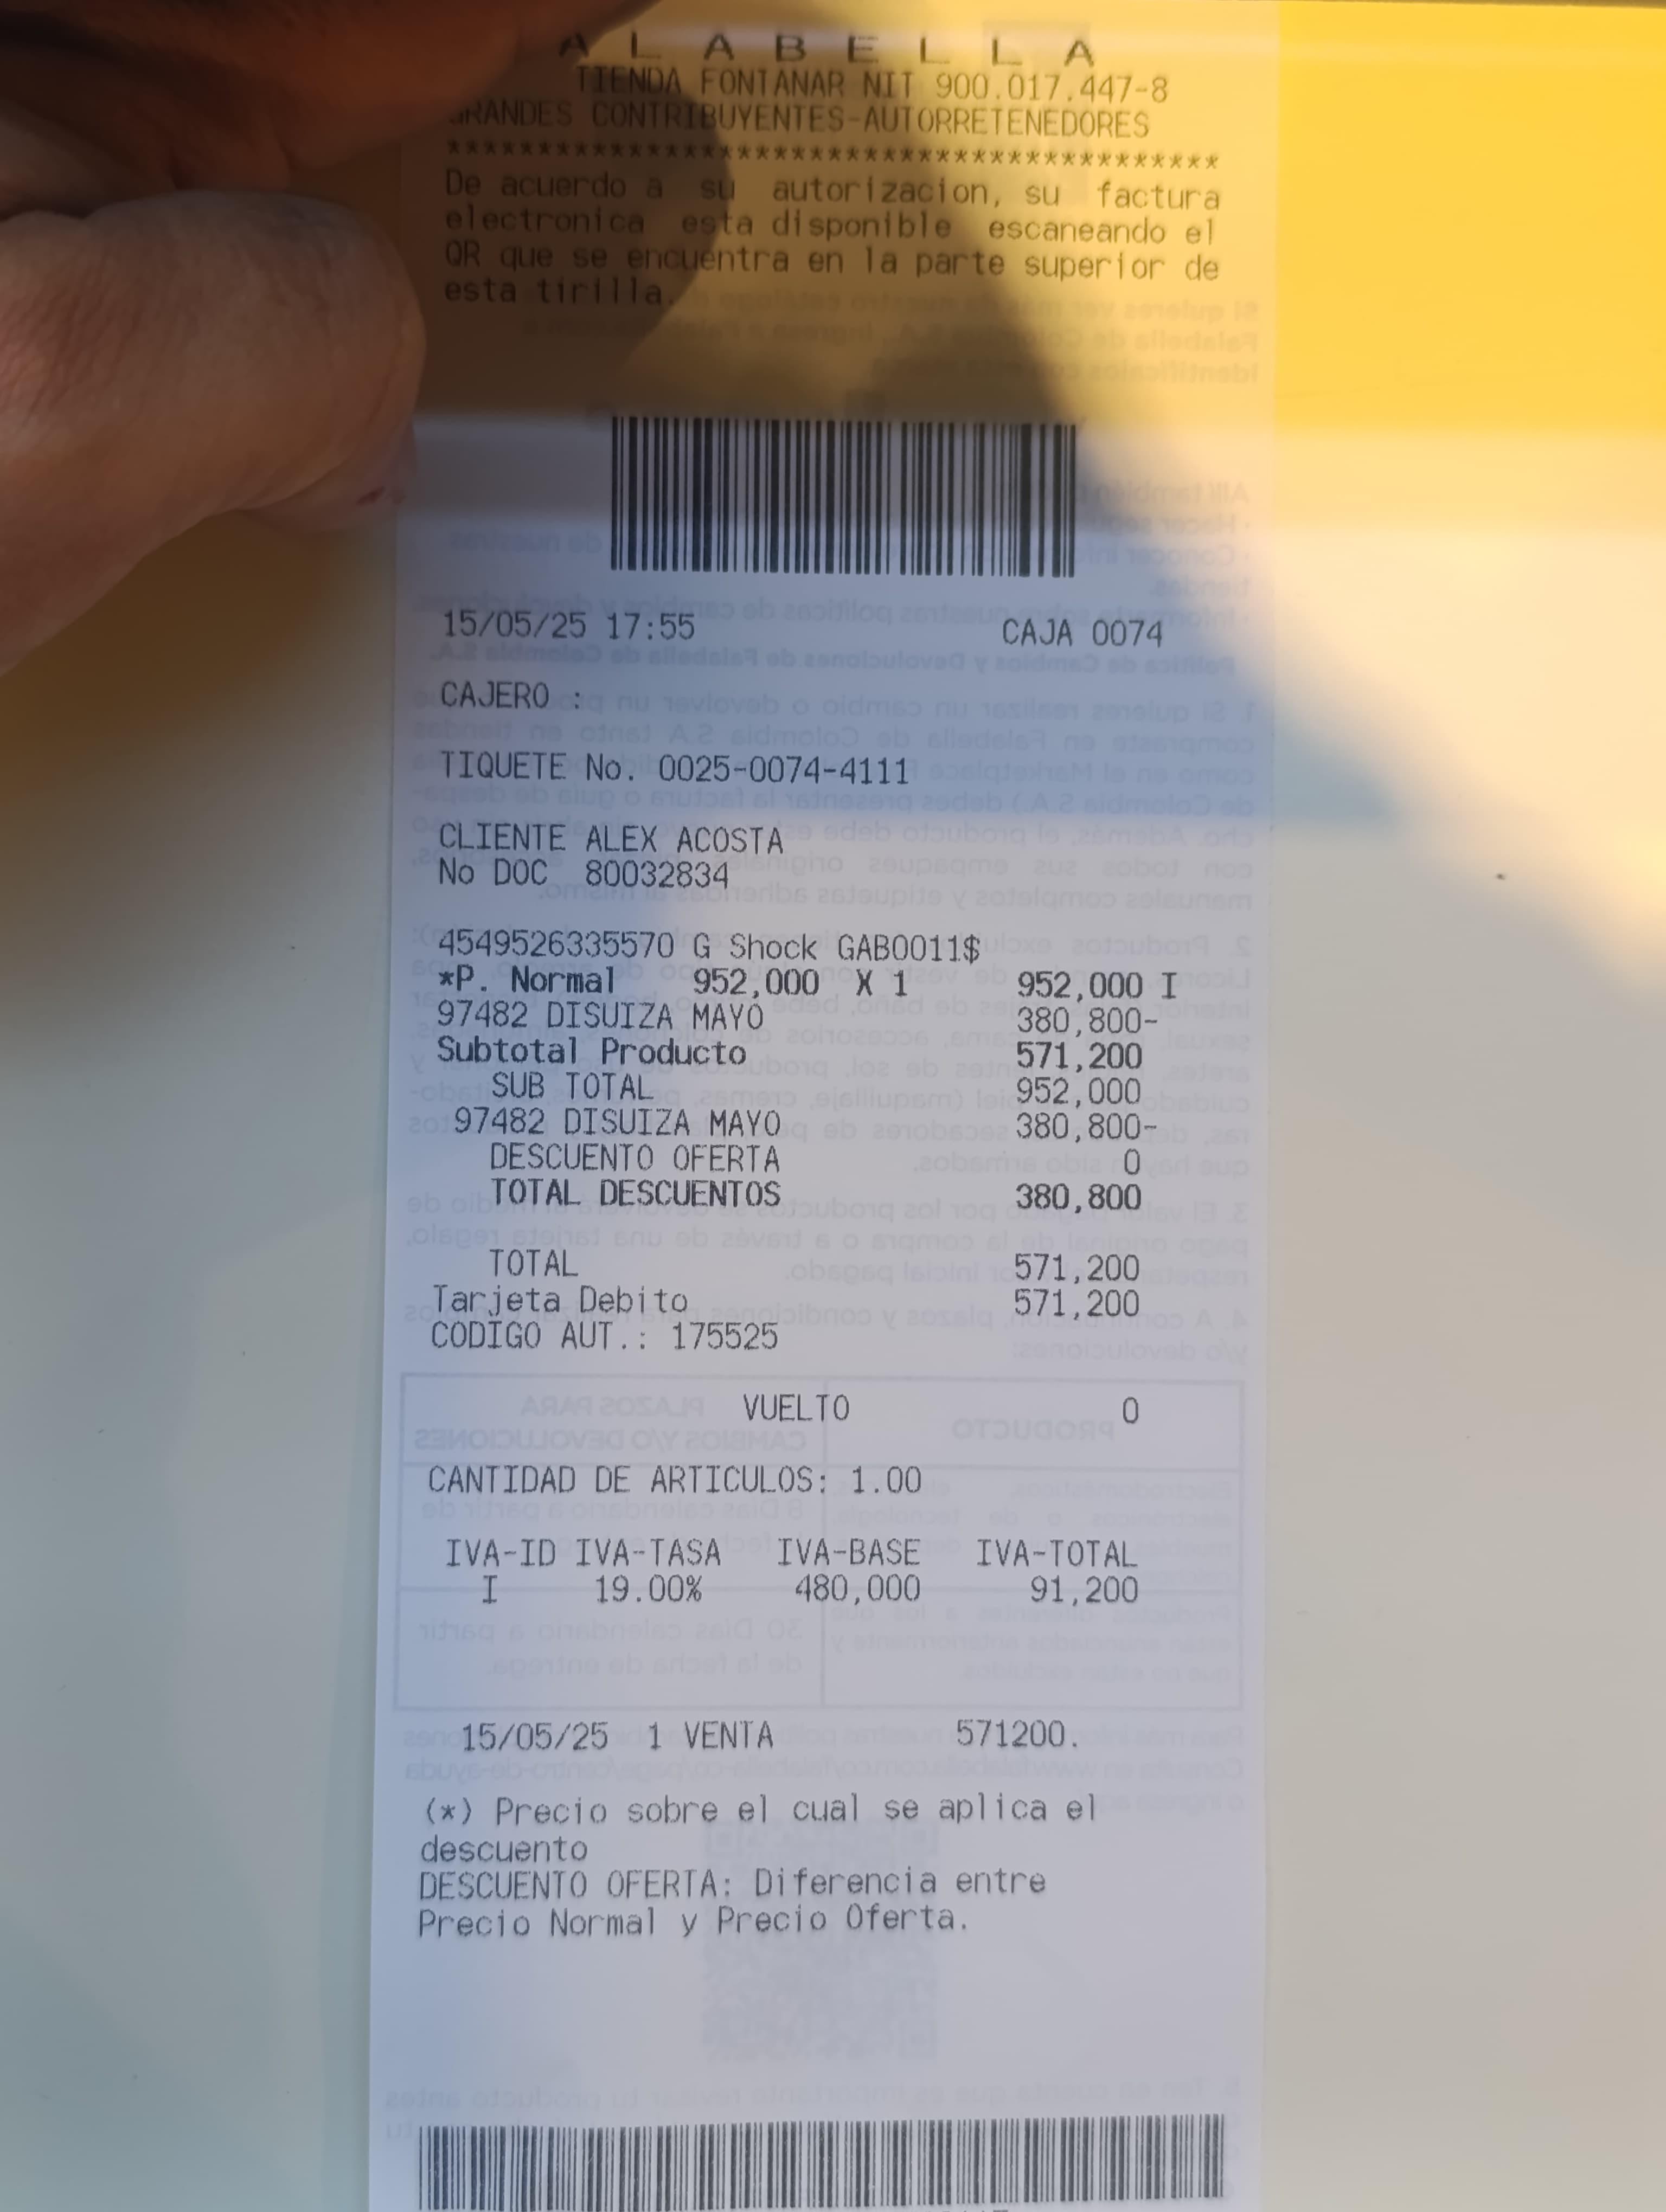 A L A B E L L A
TIENDA FONTANAR NIT 900.017.447-8
GRANDES CONTRIBUYENTES-AUTORRETENEDORES
******************************************
De acuerdo a su autorizacion, su factura
electronica esta disponible escaneando el
QR que se encuentra en la parte superior de
esta tirilla.
15/05/25 17:55 CAJA 0074
CAJERO :
TIQUETE No. 0025-0074-4111
CLIENTE ALEX ACOSTA
No DOC 80032834
4549526335570 G Shock GAB0011$
*P. Normal 952,000 X 1 952,000 I
97482 DISUIZA MAYO 380,800-
Subtotal Producto 571,200
SUB TOTAL 952,000
97482 DISUIZA MAYO 380,800-
DESCUENTO OFERTA 0
TOTAL DESCUENTOS 380,800
TOTAL 571,200
Tarjeta Debito 571,200
CODIGO AUT.: 175525
VUELTO 0
CANTIDAD DE ARTICULOS: 1.00
IVA-ID IVA-TASA IVA-BASE IVA-TOTAL
I 19.00% 480,000 91,200
15/05/25 1 VENTA 571200.
(*) Precio sobre el cual se aplica el
descuento
DESCUENTO OFERTA: Diferencia entre
Precio Normal y Precio Oferta.